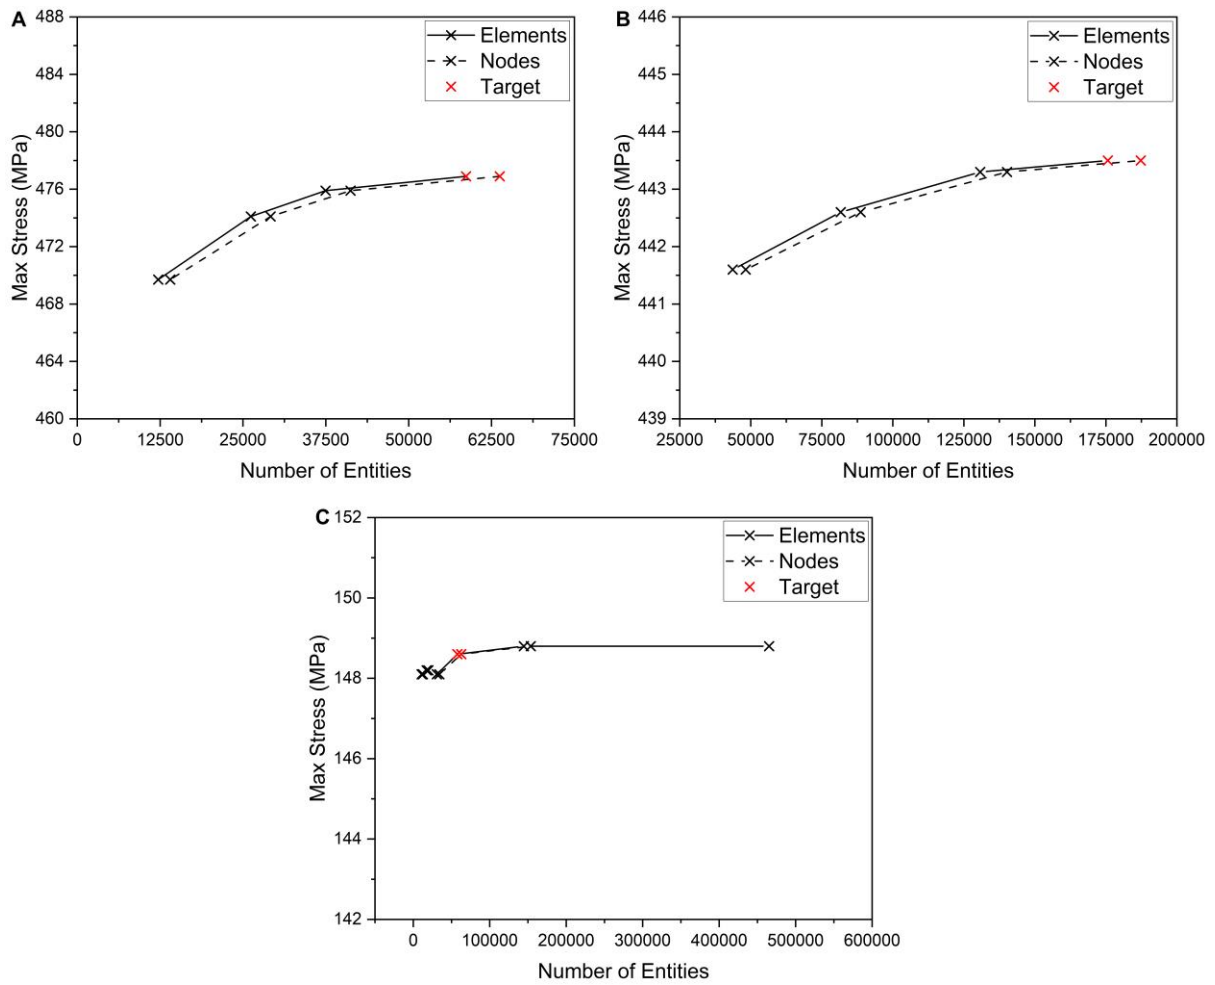 A
488
484
480
476
472
468
464
460
Max Stress (MPa)
Elements
Nodes
Target
0 12500 25000 37500 50000 62500 75000
Number of Entities
B
446
445
444
443
442
441
440
439
Max Stress (MPa)
Elements
Nodes
Target
25000 50000 75000 100000 125000 150000 175000 200000
Number of Entities
C
152
150
148
146
144
142
Max Stress (MPa)
Elements
Nodes
Target
0 100000 200000 300000 400000 500000 600000
Number of Entities